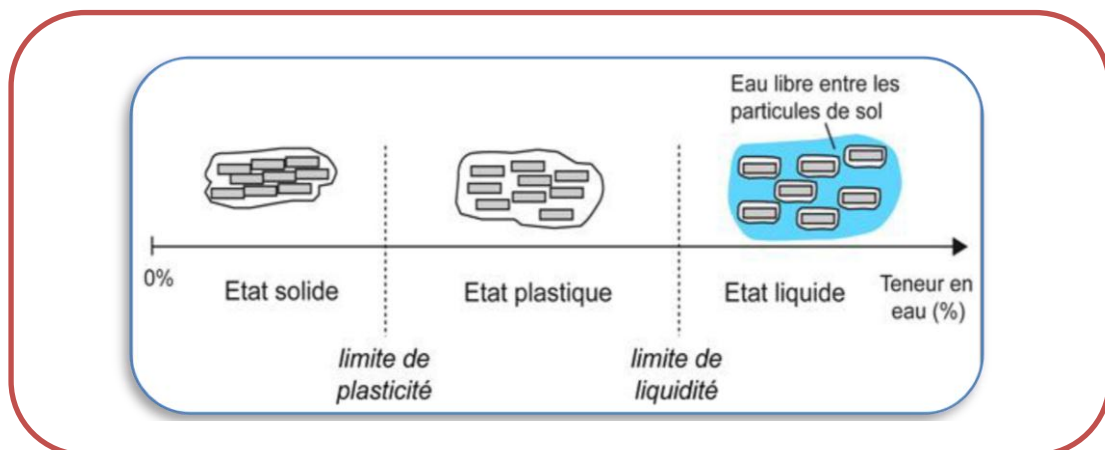 Eau libre entre les
particules de sol
0%
Etat solide
Etat plastique
Etat liquide
Teneur en
eau (%)
limite de
plasticité
limite de
liquidité